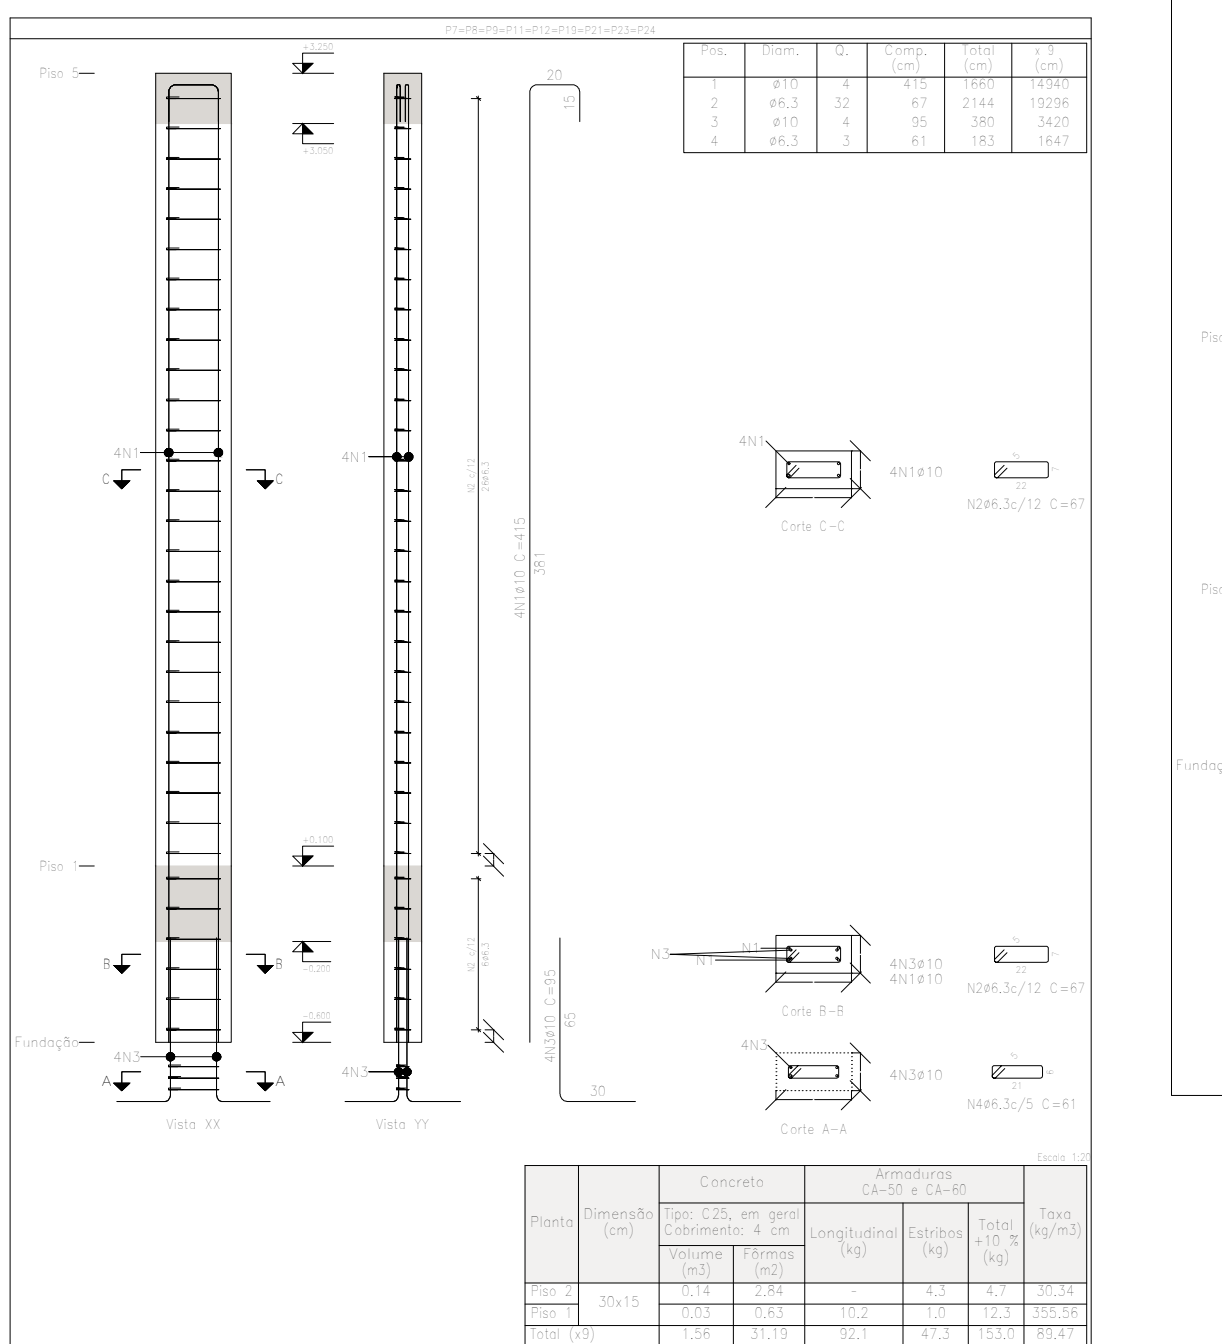 P7=P8=P9=P11=P12=P19=P21=P23=P24
Pos. Diam. Q. Comp. (cm) Total (cm) x 9 (cm)
1 ø10 4 415 1660 14940
2 ø6.3 32 67 2144 19296
3 ø10 4 95 380 3420
4 ø6.3 3 61 183 1647
Piso 5
+3.250
+3.050
20
15
4N1
4N1
C
C
N2 c/12
26ø6.3
4N1ø10 C=415
381
4N1
4N1ø10
5
7
22
N2ø6.3c/12 C=67
Corte C-C
Piso 1
+0.100
-0.200
B
B
N2 c/12
6ø6.3
N3
N1
N1
4N3ø10
4N1ø10
5
7
22
N2ø6.3c/12 C=67
Corte B-B
Fundação
-0.600
4N3
4N3
A
A
4N3ø10 C=95
65
30
4N3
4N3ø10
5
6
21
N4ø6.3c/5 C=61
Corte A-A
Vista XX
Vista YY
Escala 1:20
Planta
Dimensão (cm)
Concreto
Tipo: C25, em geral
Cobrimento: 4 cm
Volume (m3)
Fôrmas (m2)
Armaduras
CA-50 e CA-60
Longitudinal (kg)
Estribos (kg)
Total +10 % (kg)
Taxa (kg/m3)
Piso 2 30x15 0.14 2.84 - 4.3 4.7 30.34
Piso 1 0.03 0.63 10.2 1.0 12.3 355.56
Total (x9) 1.56 31.19 92.1 47.3 153.0 89.47